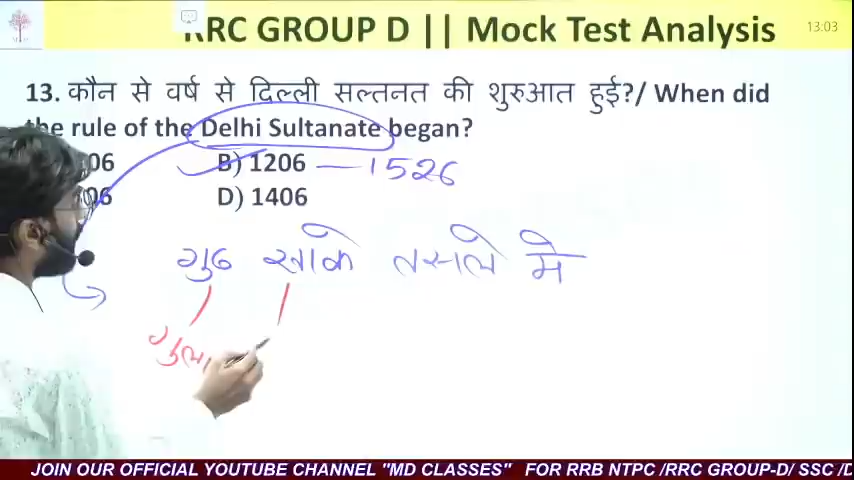 RRC GROUP D || Mock Test Analysis
13:03
13. कौन से वर्ष से दिल्ली सल्तनत की शुरुआत हुई?/ When did
the rule of the Delhi Sultanate began?
06 B) 1206 — 1526
06 D) 1406
गुढ खाके तसले मे
गुला
JOIN OUR OFFICIAL YOUTUBE CHANNEL "MD CLASSES" FOR RRB NTPC /RRC GROUP-D/ SSC /D